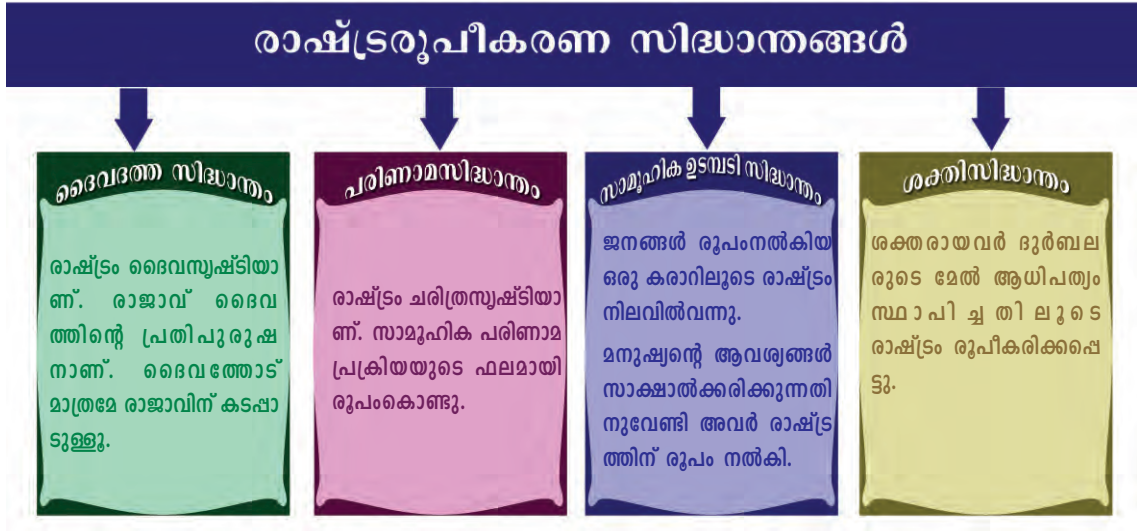 രാഷ്ട്രരൂപീകരണ സിദ്ധാന്തങ്ങൾ
ദൈവദത്ത സിദ്ധാന്തം
രാഷ്ട്രം ദൈവസൃഷ്ടിയാ
ണ്. രാജാവ് ദൈവ
ത്തിന്റെ പ്രതിപുരുഷ
നാണ്. ദൈവത്തോട്
മാത്രമേ രാജാവിന് കടപ്പാ
ടുള്ളൂ.
പരിണാമസിദ്ധാന്തം
രാഷ്ട്രം ചരിത്രസൃഷ്ടിയാ
ണ്. സാമൂഹിക പരിണാമ
പ്രക്രിയയുടെ ഫലമായി
രൂപംകൊണ്ടു.
സാമൂഹിക ഉടമ്പടി സിദ്ധാന്തം
ജനങ്ങൾ രൂപംനൽകിയ
ഒരു കരാറിലൂടെ രാഷ്ട്രം
നിലവിൽവന്നു.
മനുഷ്യന്റെ ആവശ്യങ്ങൾ
സാക്ഷാൽക്കരിക്കുന്നതി
നുവേണ്ടി അവർ രാഷ്ട്ര
ത്തിന് രൂപം നൽകി.
ശക്തിസിദ്ധാന്തം
ശക്തരായവർ ദുർബല
രുടെ മേൽ ആധിപത്യം
സ്ഥാപിച്ചതിലൂടെ
രാഷ്ട്രം രൂപീകരിക്കപ്പെ
ട്ടു.